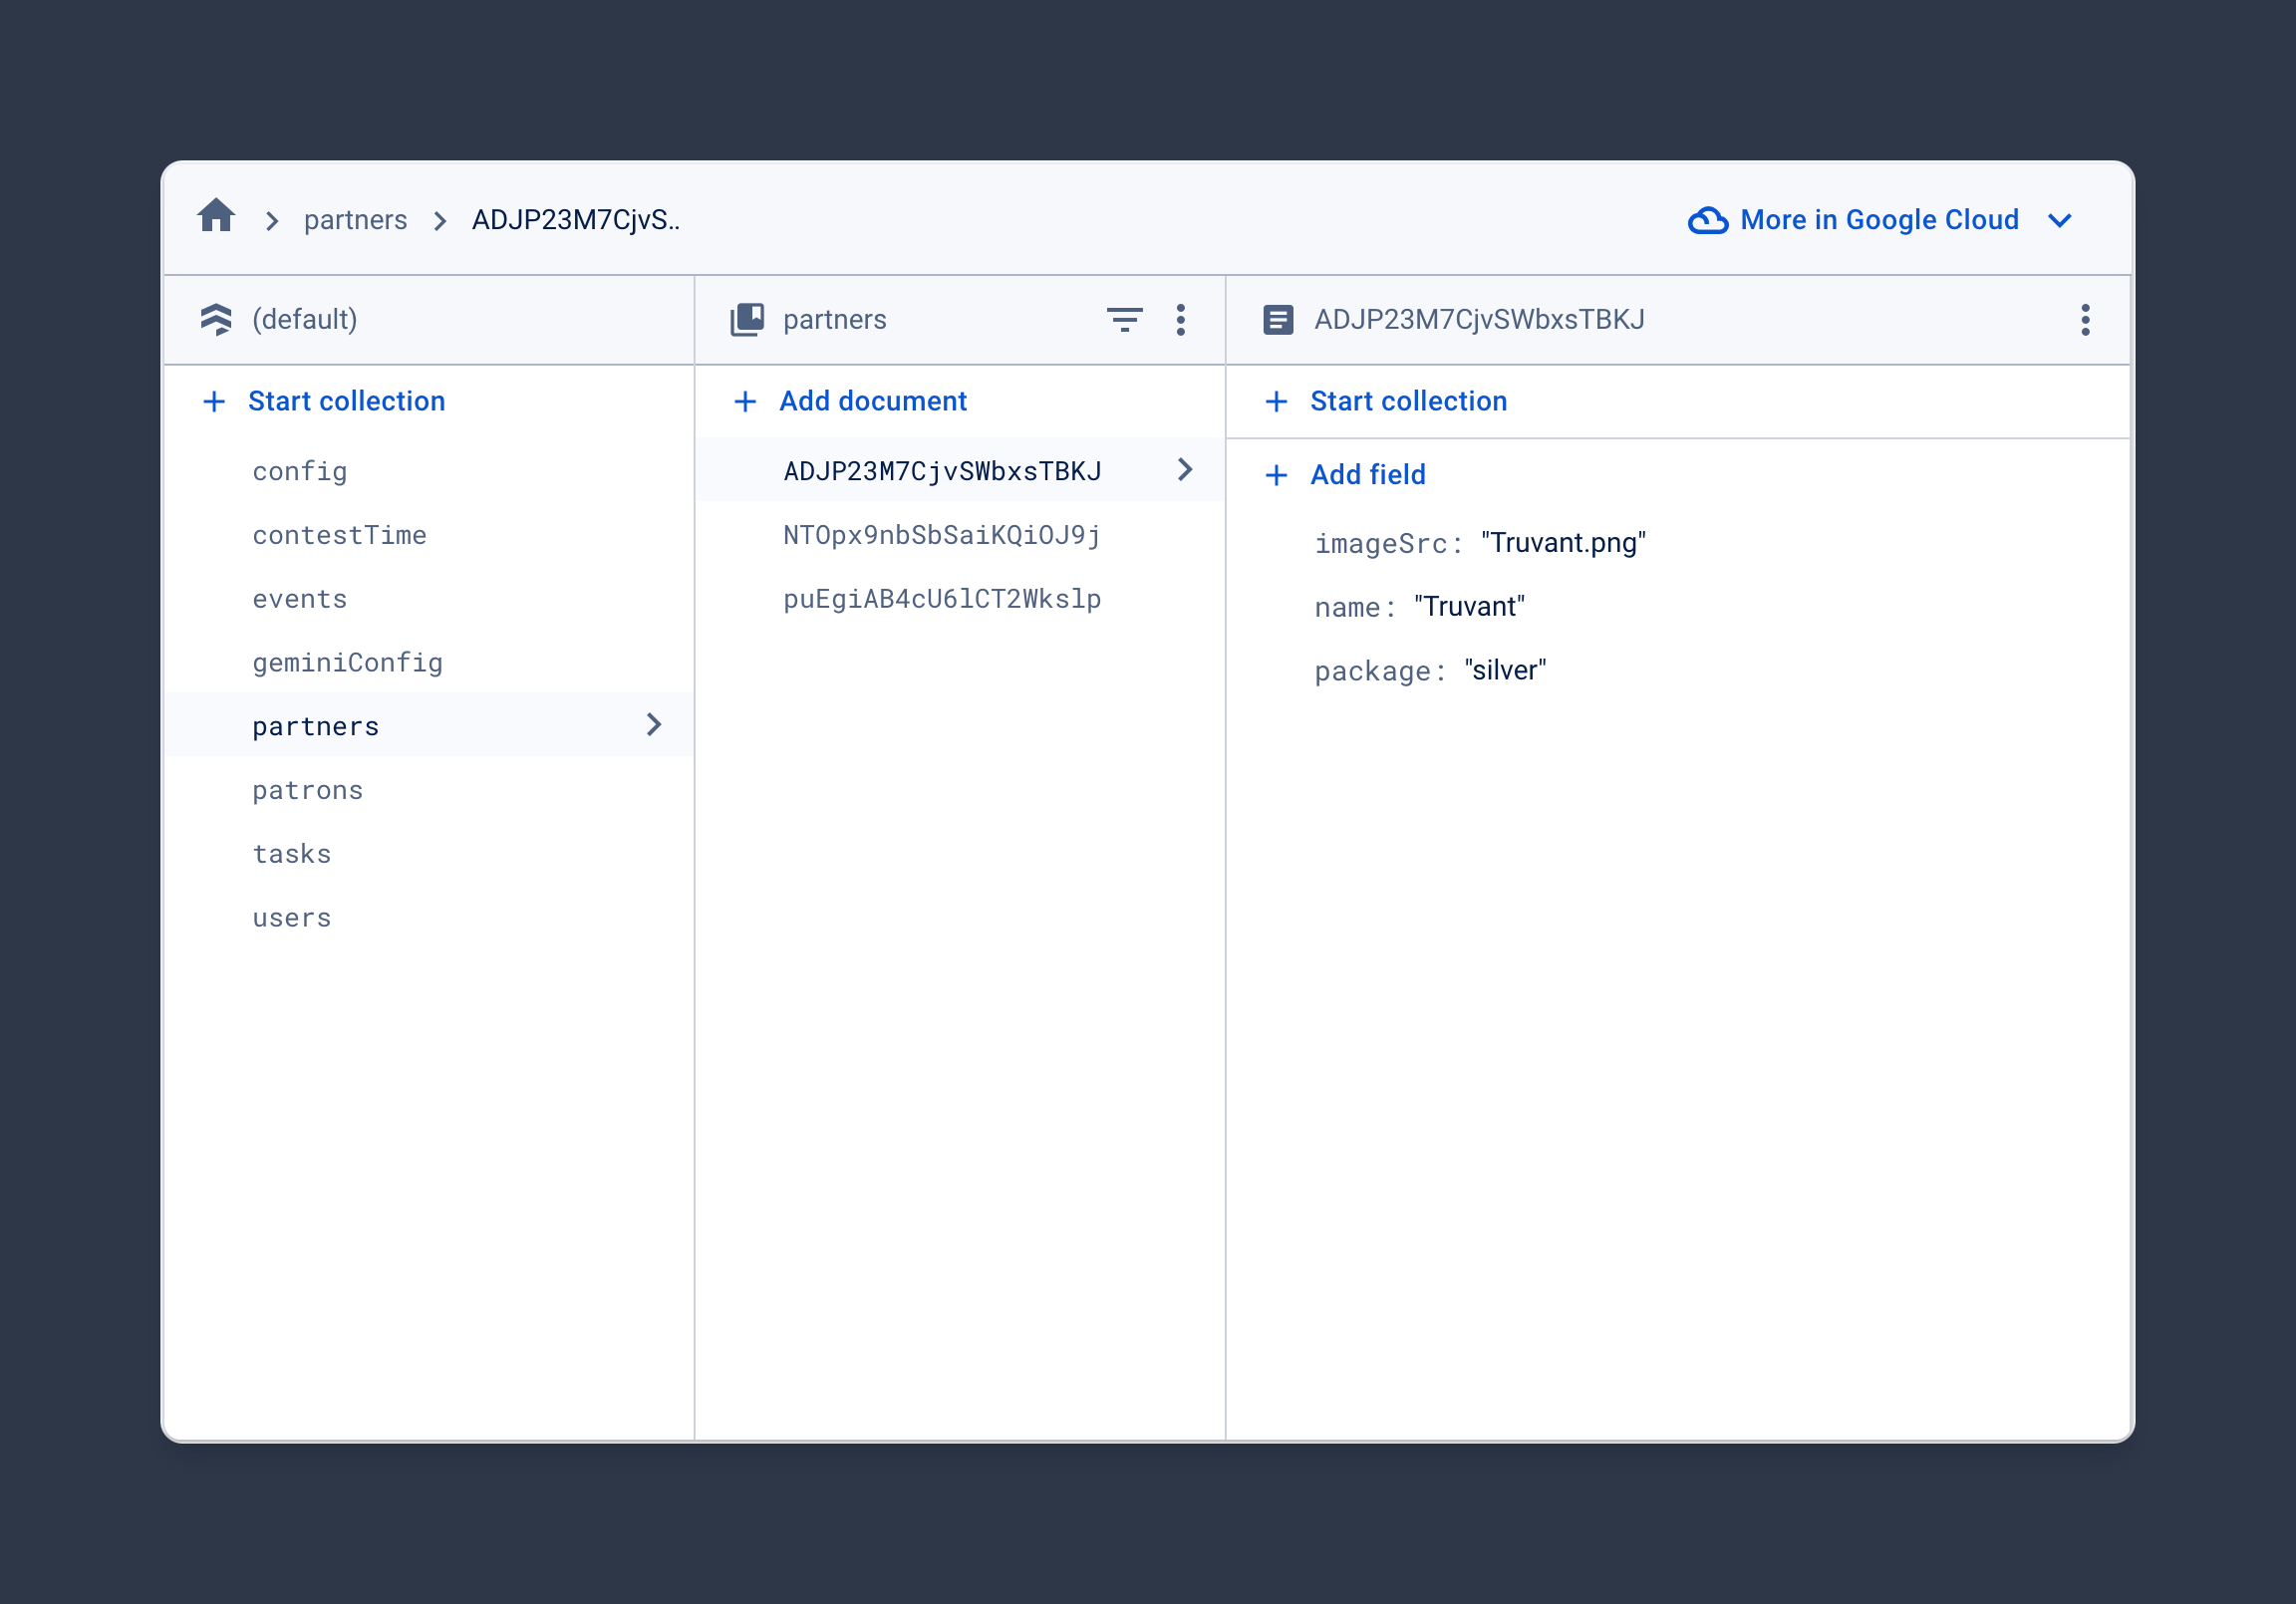 partners
ADJP23M7CjvS..
More in Google Cloud
(default)
partners
ADJP23M7CjvSWbxsTBKJ
Start collection
Add document
Start collection
config
ADJP23M7CjvSWbxsTBKJ
Add field
contestTime
NTOpx9nbSbSaiKQiOJ9j
imageSrc: "Truvant.png"
events
puEgiAB4cU6lCT2Wkslp
name: "Truvant"
geminiConfig
package: "silver"
partners
patrons
tasks
users